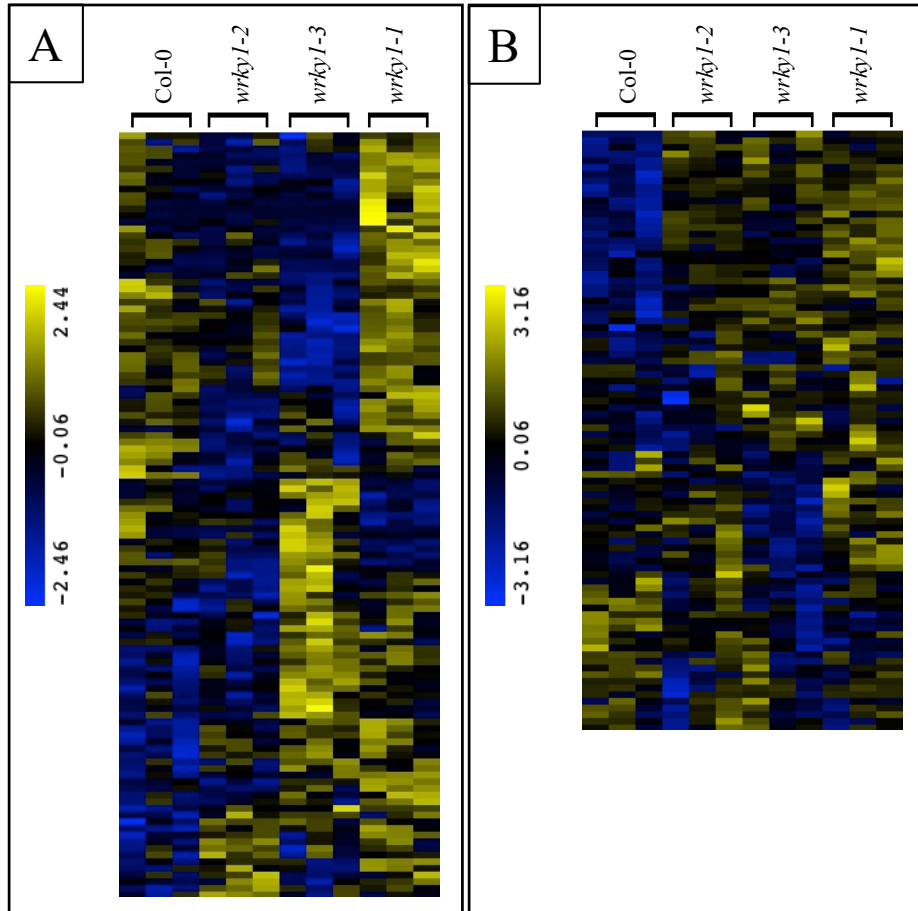 A
Col-0
wrky1-2
wrky1-3
wrky1-1
2.44
-0.06
-2.46
B
Col-0
wrky1-2
wrky1-3
wrky1-1
3.16
0.06
-3.16